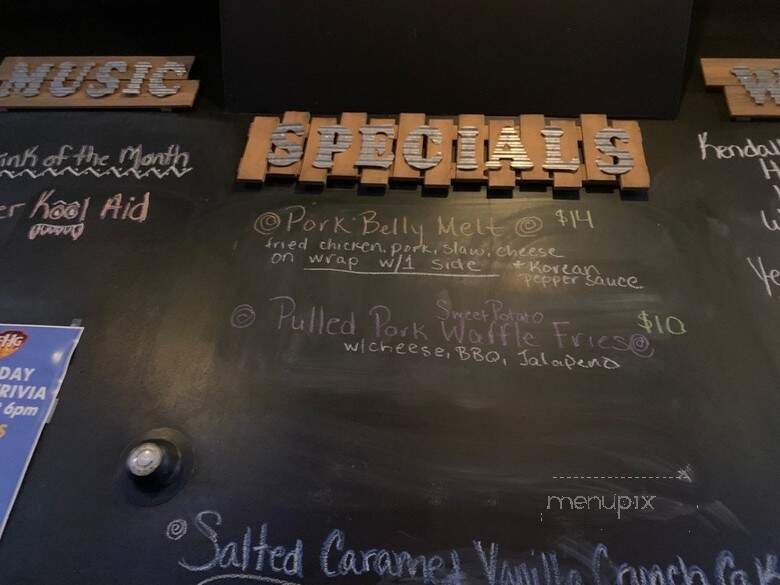 MUSIC
SPECIALS
W
ink of the Month
er Kool Aid
Kendall
Pork Belly Melt $14
fried chicken, pork, slaw, cheese
on wrap w/1 side + Korean
pepper sauce
Sweet Potato
Pulled Pork Waffle Fries $10
w/cheese, BBQ, Jalapeno
DAY
RIVIA
6pm
menupix
Salted Caramel Vanilla Crunch Cak